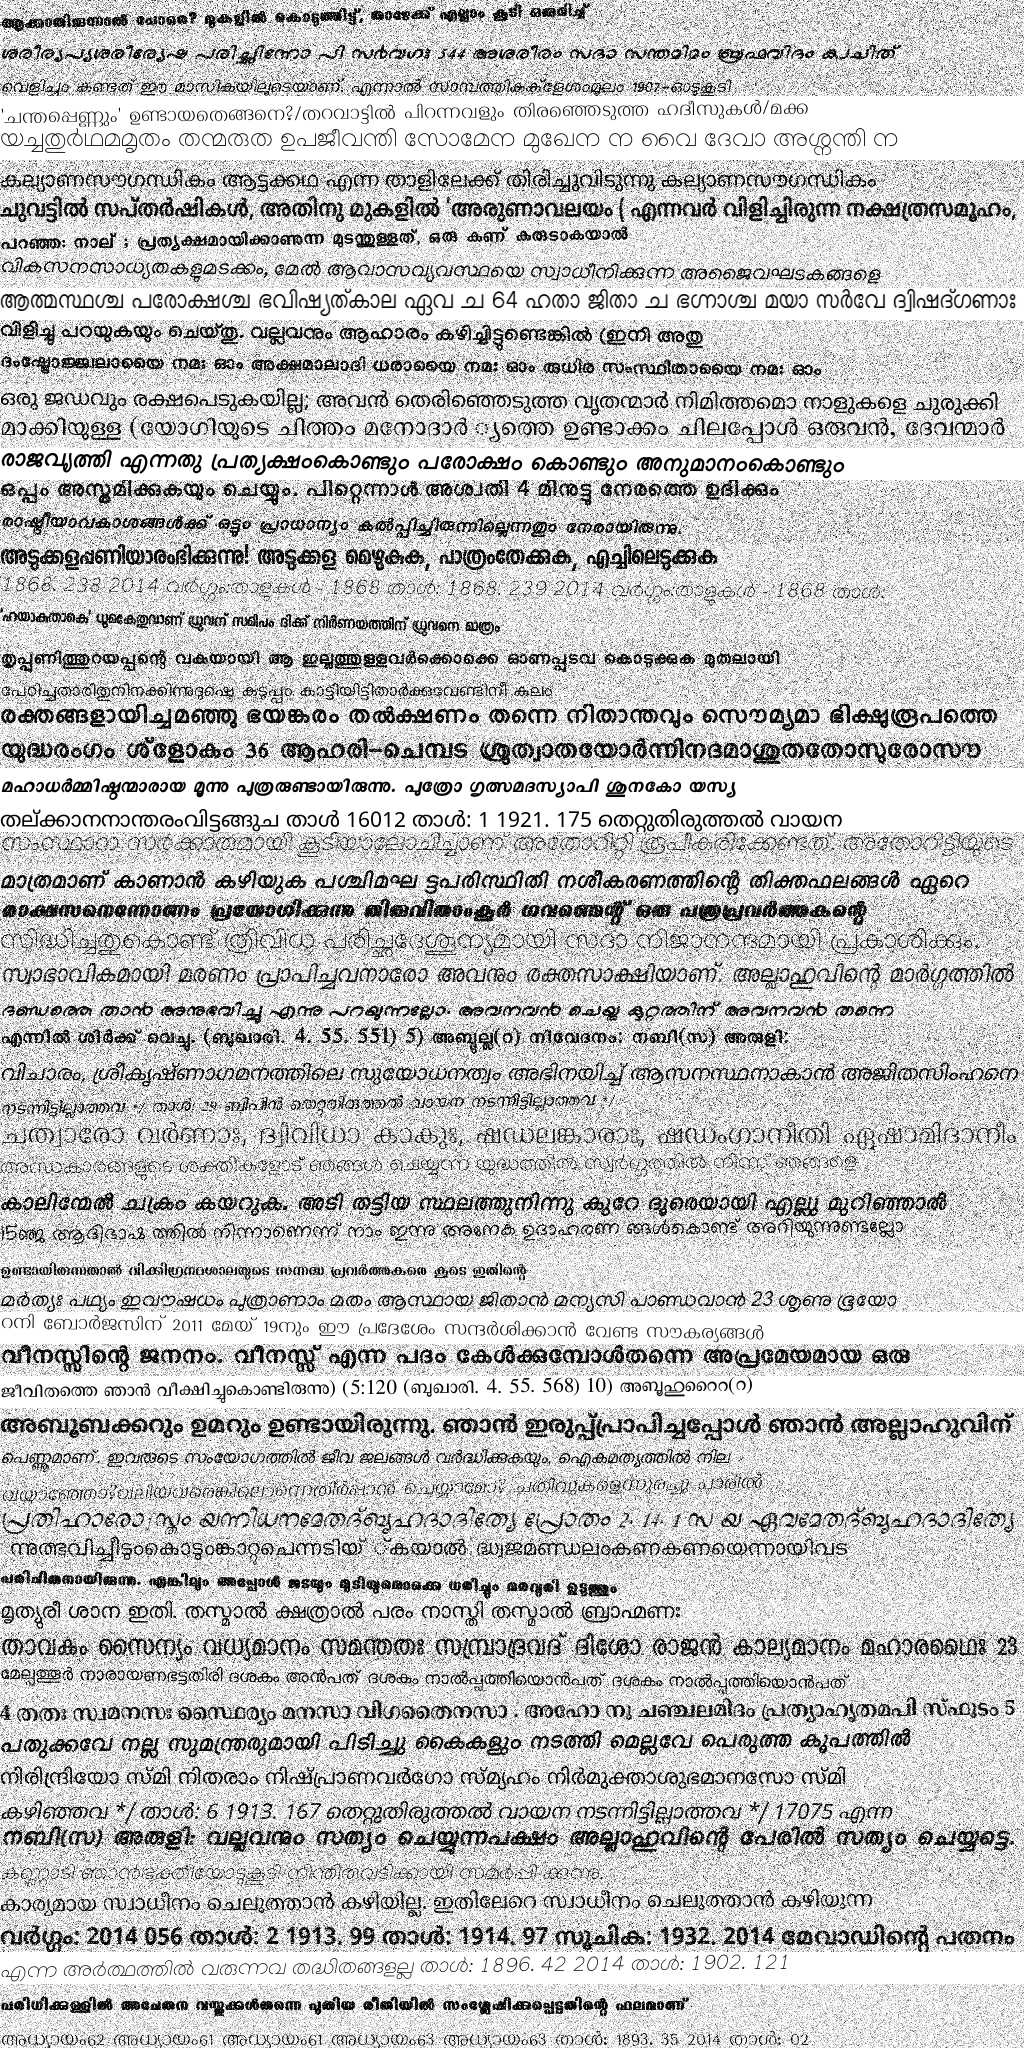 ആക്കാതിരുന്നാൽ പോരെ? മുകളിൽ കൊടുത്തിട്ട്, താഴേക്ക് എല്ലാം കൂടി ഒരുമിച്ച്
ശരീര്യപൃശരീര്യേഷ പരിച്ഛിന്നോ പി സർവഗഃ 544 അശരീരം സദാ സന്തമിമം ബ്രഹ്മവിദം ക്വചിത്
വെളിച്ചം കണ്ടത് ഈ മാസികയിലൂടെയാണ്. എന്നാൽ സാമ്പത്തികക്ളേശംമൂലം 1907-ഓടുകൂടി
'ചന്തപ്പെണ്ണും' ഉണ്ടായതെങ്ങനെ?/തറവാട്ടിൽ പിറന്നവളും തിരഞ്ഞെടുത്ത ഹദീസുകൾ/മക്ക
യച്ചതുർഥമമൃതം തന്മരുത ഉപജീവന്തി സോമേന മുഖേന ന വൈ ദേവാ അശ്നന്തി ന
കല്യാണസൗഗന്ധികം ആട്ടക്കഥ എന്ന താളിലേക്ക് തിരിച്ചുവിടുന്നു കല്യാണസൗഗന്ധികം
ചുവട്ടിൽ സപ്തർഷികൾ, അതിനു മുകളിൽ 'അരുണാവലയം ( എന്നവർ വിളിച്ചിരുന്ന നക്ഷത്രസമൂഹം,
പറഞ്ഞ: നാല് ; പ്രത്യക്ഷമായിക്കാണുന്ന മുടന്തുള്ളത്, ഒരു കണ് കുരുടാകയാൽ
വികസനസാധ്യതകളുമടക്കം, മേൽ ആവാസവ്യവസ്ഥയെ സ്വാധീനിക്കുന്ന അജൈവഘടകങ്ങളെ
ആത്മസ്ഥശ്ച പരോക്ഷശ്ച ഭവിഷ്യത്കാല ഏവ ച 64 ഹതാ ജിതാ ച ഭഗ്നാശ്ച മയാ സർവേ ദ്വിഷദ്ഗണാഃ
വിളിച്ചു പറയുകയും ചെയ്തു. വല്ലവനും ആഹാരം കഴിച്ചിട്ടുണ്ടെങ്കിൽ (ഇനി അതു
ദംഷ്ട്രോജ്ജ്വലായൈ നമഃ ഓം അക്ഷമാലാദി ധരായൈ നമഃ ഓം രുധിര സംസ്ഥിതായൈ നമഃ ഓം
ഒരു ജഡവും രക്ഷപെടുകയില്ല; അവൻ തെരിഞ്ഞെടുത്ത വൃതന്മാർ നിമിത്തമൊ നാളുകളെ ചുരുക്കി
മാക്കിയുള്ള (യോഗിയുടെ ചിത്തം മനോദാർ ്യത്തെ ഉണ്ടാക്കം ചിലപ്പോൾ ഒരുവൻ, ദേവന്മാർ
രാജവൃത്തി എന്നതു പ്രത്യക്ഷംകൊണ്ടും പരോക്ഷം കൊണ്ടും അനുമാനംകൊണ്ടും
ഒപ്പം അസ്തമിക്കുകയും ചെയ്യും. പിറ്റെന്നാൾ അശ്വതി 4 മിനുട്ടു നേരത്തെ ഉദിക്കും
രാഷ്ട്രീയാവകാശങ്ങൾക്ക് ഒട്ടും പ്രാധാന്യം കൽപ്പിച്ചിരുന്നില്ലെന്നതും നേരായിരുന്നു.
അടുക്കളപ്പണിയാരംഭിക്കുന്നു! അടുക്കള മെഴുകുക, പാത്രംതേക്കുക, എച്ചിലെടുക്കുക
1868. 238 2014 വർഗ്ഗം:താളുകൾ - 1868 താൾ: 1868. 239 2014 വർഗ്ഗം:താളുകൾ - 1868 താൾ:
'ഹയാകുതാകെ' ധൂമകേതുവാണ് ധ്രുവന് സമീപം ദിക്ക് നിർണയത്തിന് ധ്രുവനെ മാത്രം
തൃപ്പണിത്തുറയപ്പന്റെ വകയായി ആ ഇല്ലത്തുള്ളവർക്കൊക്കെ ഓണപ്പുടവ കൊടുക്കുക മുതലായി
രക്തങ്ങളായിച്ചമഞ്ഞൂ ഭയങ്കരം തൽക്ഷണം തന്നെ നിതാന്തവും സൌമ്യമാ ഭിക്ഷുരൂപത്തെ
യുദ്ധരംഗം ശ്ളോകം 36 ആഹരി-ചെമ്പട ശ്രുത്വാതയോർന്നിനദമാശുതതോസുരോസൗ
മഹാധർമ്മിഷ്ഠന്മാരായ മൂന്നു പുത്രരുണ്ടായിരുന്നു. പുത്രോ ഗൃത്സമദസ്യാപി ശുനകോ യസ്യ
തല്ക്കാനനാന്തരംവിട്ടങ്ങുച താൾ 16012 താൾ: 1 1921. 175 തെറ്റുതിരുത്തൽ വായന
സംസ്ഥാന സർക്കാരുമായി കൂടിയാലോചിച്ചാണ് അതോറിറ്റി രൂപീകരിക്കേണ്ടത്. അതോറിട്ടിയുടെ
മാത്രമാണ് കാണാൻ കഴിയുക പശ്ചിമഘ ട്ടപരിസ്ഥിതി നശീകരണത്തിന്റെ തിക്തഫലങ്ങൾ ഏറെ
രാക്ഷസനെന്നോണം പ്രയോഗിക്കുന്നു തിരുവിതാംകൂർ ഗവണ്മെന്റ് ഒരു പത്രപ്രവർത്തകന്റെ
സിദ്ധിച്ചതുകൊണ്ട് ത്രിവിധ പരിച്ഛദേശൂന്യമായി സദാ നിജാനന്ദമായി പ്രകാശിക്കും.
സ്വാഭാവികമായി മരണം പ്രാപിച്ചവനാരോ അവനും രക്തസാക്ഷിയാണ്. അല്ലാഹുവിന്റെ മാർഗ്ഗത്തിൽ
ദണ്ഡത്തെ താൻ അനുഭവിച്ചു എന്നു പറയുന്നല്ലോ. അവനവൻ ചെയ്ത കുറ്റത്തിന് അവനവൻ തന്നെ
എന്നിൽ ശിർക്ക് വെച്ചു. (ബുഖാരി. 4. 55. 551) 5) അബ്ദുല്ല(റ) നിവേദനം: നബി(സ) അരുളി:
വിചാരം, ശ്രീകൃഷ്ണാഗമനത്തിലെ സുയോധനത്വം അഭിനയിച്ച് ആസനസ്ഥനാകാൻ അജിതസിംഹനെ
നടന്നിട്ടില്ലാത്തവ */ താൾ: 29 ബിപിൻ തെറ്റുതിരുത്തൽ വായന നടന്നിട്ടില്ലാത്തവ */
ചത്വാരോ വർണാഃ, ദ്വിവിധാ കാകുഃ, ഷഡലങ്കാരാഃ, ഷഡംഗാനീതി ഏഷാമിദാനീം
അന്ധകാരങ്ങളുടെ ശക്തികളോട് ഞങ്ങൾ ചെയ്യുന്ന യുദ്ധത്തിൽ സ്വർഗ്ഗത്തിൽ നിന്ന് ഞങ്ങളെ
കാലിന്മേൽ ചക്രം കയറുക. അടി തട്ടിയ സ്ഥലത്തുനിന്നു കുറേ ദൂരെയായി എല്ലു മുറിഞ്ഞാൽ
15ഞ്ചു ആദിഭാഷ ത്തിൽ നിന്നാണെന്ന് നാം ഇന്നു അനേക ഉദാഹരണ ങ്ങൾകൊണ്ട് അറിയുന്നുണ്ടല്ലോ
ഉണ്ടായിരുന്നതാൽ വിക്കിഗ്രന്ഥശാലയുടെ സന്നദ്ധ പ്രവർത്തകരെ കൂടെ ഇതിന്റെ
മർത്യഃ പഥ്യം ഇവൗഷധം പുത്രാണാം മതം ആസ്ഥായ ജിതാൻ മന്യസി പാണ്ഡവാൻ 23 ശൃണു ഭൂയോ
റനി ബോർജസിന് 2011 മേയ് 19നും ഈ പ്രദേശം സന്ദർശിക്കാൻ വേണ്ട സൗകര്യങ്ങൾ
വീനസ്സിന്റെ ജനനം. വീനസ്സ് എന്ന പദം കേൾക്കുമ്പോൾതന്നെ അപ്രമേയമായ ഒരു
ജീവിതത്തെ ഞാൻ വീക്ഷിച്ചുകൊണ്ടിരുന്നു) (5:120 (ബുഖാരി. 4. 55. 568) 10) അബൂഹുറൈറ(റ)
അബൂബക്കറും ഉമറും ഉണ്ടായിരുന്നു. ഞാൻ ഇരുപ്പ്പ്രാപിച്ചപ്പോൾ ഞാൻ അല്ലാഹുവിന്
പെണ്ണുമാണ്. ഇവരുടെ സംയോഗത്തിൽ ജീവ ജലങ്ങൾ വർദ്ധിക്കുകയും, ഐകമത്യത്തിൽ നില
പ്രതിഹാരോ;സ്തം യന്നിധനമേതദ്ബൃഹദാദിത്യേ പ്രോതം 2. 14. 1 സ യ ഏവമേതദ്ബൃഹദാദിത്യേ
ന്നുത്ഭവിച്ചീടുംകൊടുംങ്കാറ്റുചെന്നടിയ് ്കയാൽ ദ്ധ്വജമണ്ഡലംകണകണയെന്നായിവട
പരിചിതനായിരുന്നു. എങ്കിലും അപ്പോൾ ജടയും മുടിയുമൊക്കെ ധരിച്ചും മരവുരി ഉടുത്തും
മൃത്യുരീ ശാന ഇതി. തസ്മാൽ ക്ഷത്രാൽ പരം നാസ്തി തസ്മാൽ ബ്രാഹ്മണഃ
താവകം സൈന്യം വധ്യമാനം സമന്തതഃ സമ്പ്രാദ്രവദ് ദിശോ രാജൻ കാല്യമാനം മഹാരഥൈഃ 23
മേല്പത്തൂർ നാരായണഭട്ടതിരി ദശകം അൻപത് ദശകം നാൽപ്പത്തിയൊൻപത് ദശകം നാൽപ്പത്തിയൊൻപത്
4 തതഃ സ്വമനസഃ സ്ഥൈര്യം മനസാ വിഗതൈനസാ . അഹോ നു ചഞ്ചലമിദം പ്രത്യാഹൃതമപി സ്ഫുടം 5
പതുക്കവേ നല്ല സുമന്ത്രരുമായി പിടിച്ചു കൈകളും നടത്തി മെല്ലവേ പെരുത്ത കൂപത്തിൽ
നിരിന്ദ്രിയോ സ്മി നിതരാം നിഷ്പ്രാണവർഗോ സ്മ്യഹം നിർമുക്താശുഭമാനസോ സ്മി
കഴിഞ്ഞവ */ താൾ: 6 1913. 167 തെറ്റുതിരുത്തൽ വായന നടന്നിട്ടില്ലാത്തവ */ 17075 എന്ന
നബി(സ) അരുളി: വല്ലവനും സത്യം ചെയ്യുന്നപക്ഷം അല്ലാഹുവിന്റെ പേരിൽ സത്യം ചെയ്യട്ടെ.
കണ്ണാടി ഞാൻഭക്തിയോടുകൂടി നിന്തിരുവടിക്കായി സമർപ്പി ക്കുന്നു.
കാര്യമായ സ്വാധീനം ചെലുത്താൻ കഴിയില്ല. ഇതിലേറെ സ്വാധീനം ചെലുത്താൻ കഴിയുന്ന
വർഗ്ഗം: 2014 056 താൾ: 2 1913. 99 താൾ: 1914. 97 സൂചിക: 1932. 2014 മേവാഡിന്റെ പതനം
എന്ന അർത്ഥത്തിൽ വരുന്നവ തദ്ധിതങ്ങളല്ല താൾ: 1896. 42 2014 താൾ: 1902. 121
പരിധിക്കുള്ളിൽ അചേതന വസ്തുക്കൾതന്നെ പുതിയ രീതിയിൽ സംശ്ലേഷിക്കപ്പെട്ടതിന്റെ ഫലമാണ്
അധ്യായം62 അധ്യായം61 അധ്യായം61 അധ്യായം63 അധ്യായം63 താൾ: 1893. 35 2014 താൾ: 02